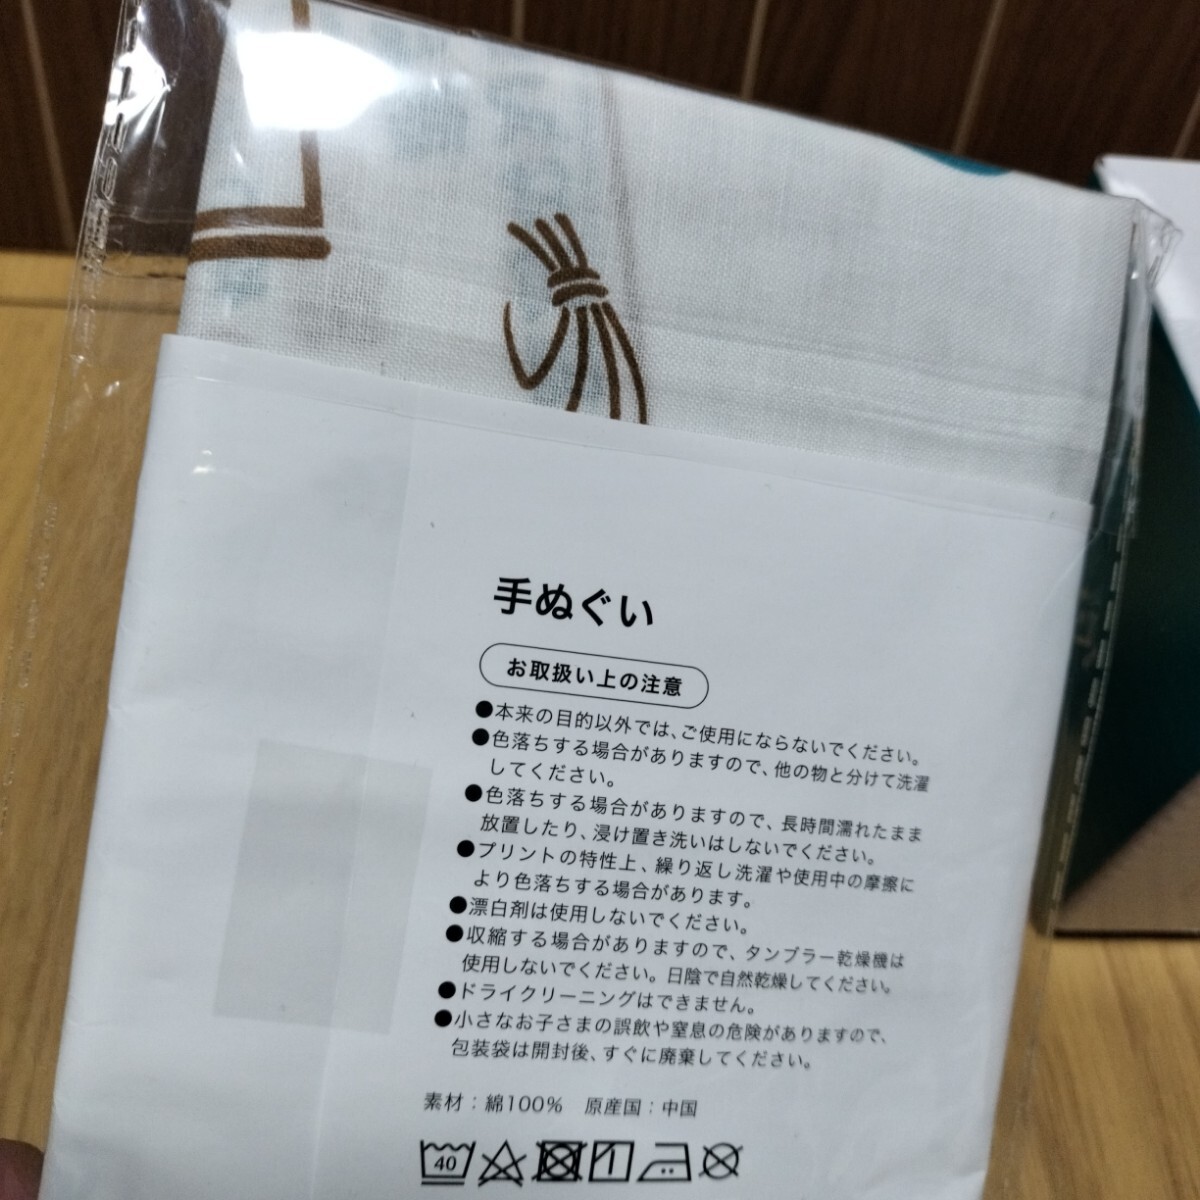 手ぬぐい
お取扱い上の注意
●本来の目的以外では、ご使用にならないでください。
●色落ちする場合がありますので、他の物と分けて洗濯
してください。
●色落ちする場合がありますので、長時間濡れたまま
放置したり、浸け置き洗いはしないでください。
●プリントの特性上、繰り返し洗濯や使用中の摩擦に
より色落ちする場合があります。
●漂白剤は使用しないでください。
●収縮する場合がありますので、タンブラー乾燥機は
使用しないでください。日陰で自然乾燥してください。
●ドライクリーニングはできません。
●小さなお子さまの誤飲や窒息の危険がありますので、
包装袋は開封後、すぐに廃棄してください。
素材：綿100%　原産国：中国
40